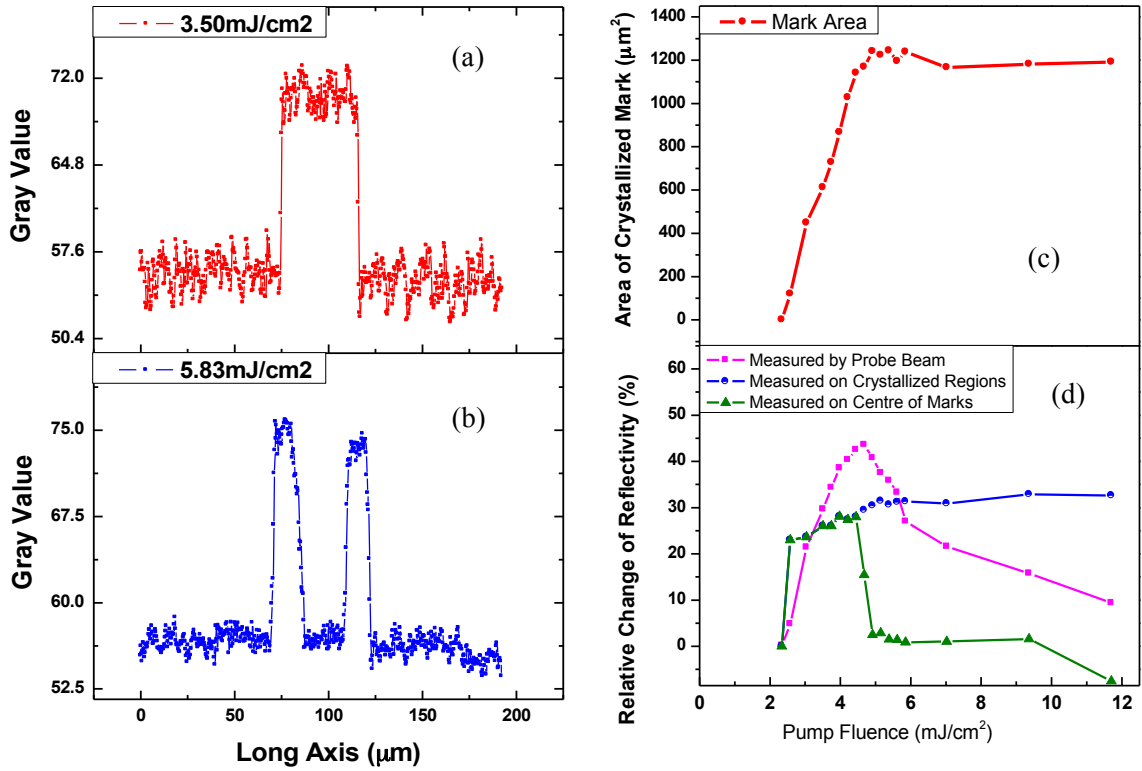 3.50mJ/cm2
(a)
72.0
64.8
57.6
50.4
Gray Value
5.83mJ/cm2
(b)
75.0
67.5
60.0
52.5
Gray Value
0 50 100 150 200
Long Axis (μm)
Mark Area
1400
1200
1000
800
600
400
200
0
Area of Crystallized Mark (μm²)
(c)
Measured by Probe Beam
Measured on Crystallized Regions
Measured on Centre of Marks
(d)
60
50
40
30
20
10
0
Relative Change of Reflectivity (%)
0 2 4 6 8 10 12
Pump Fluence (mJ/cm²)